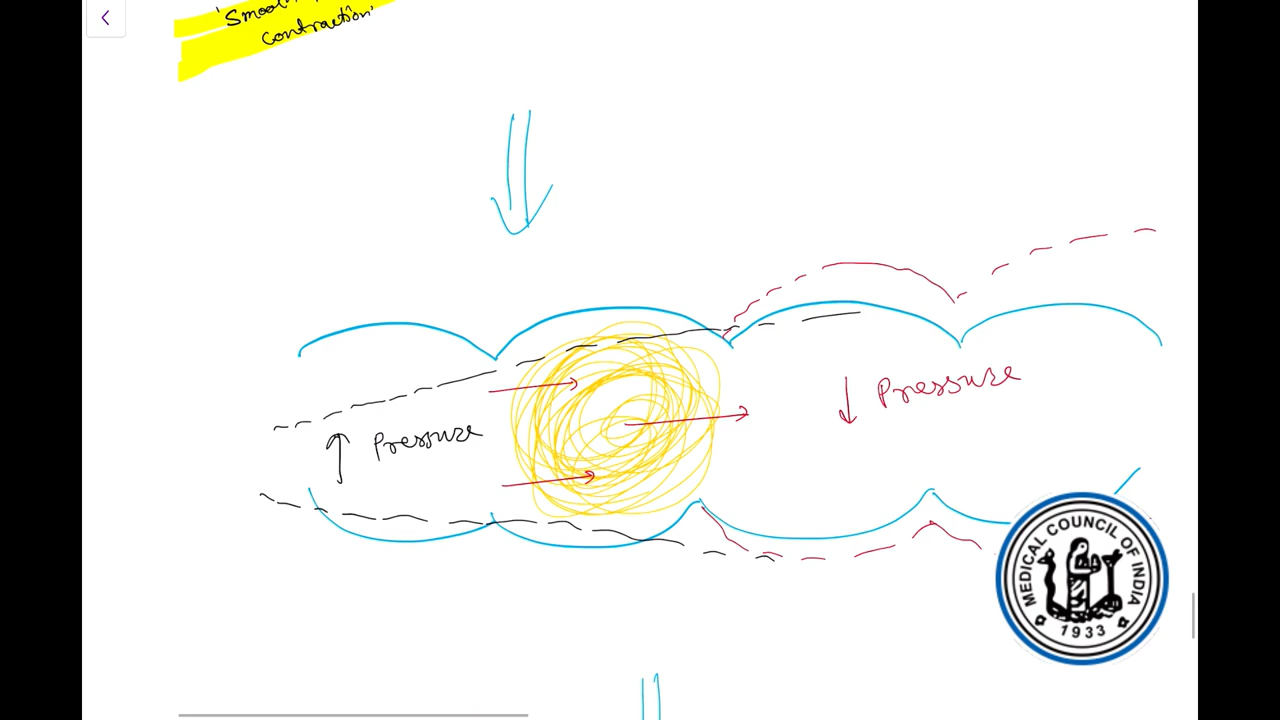 contraction'
Pressure
Pressure
MEDICAL COUNCIL OF INDIA
1933